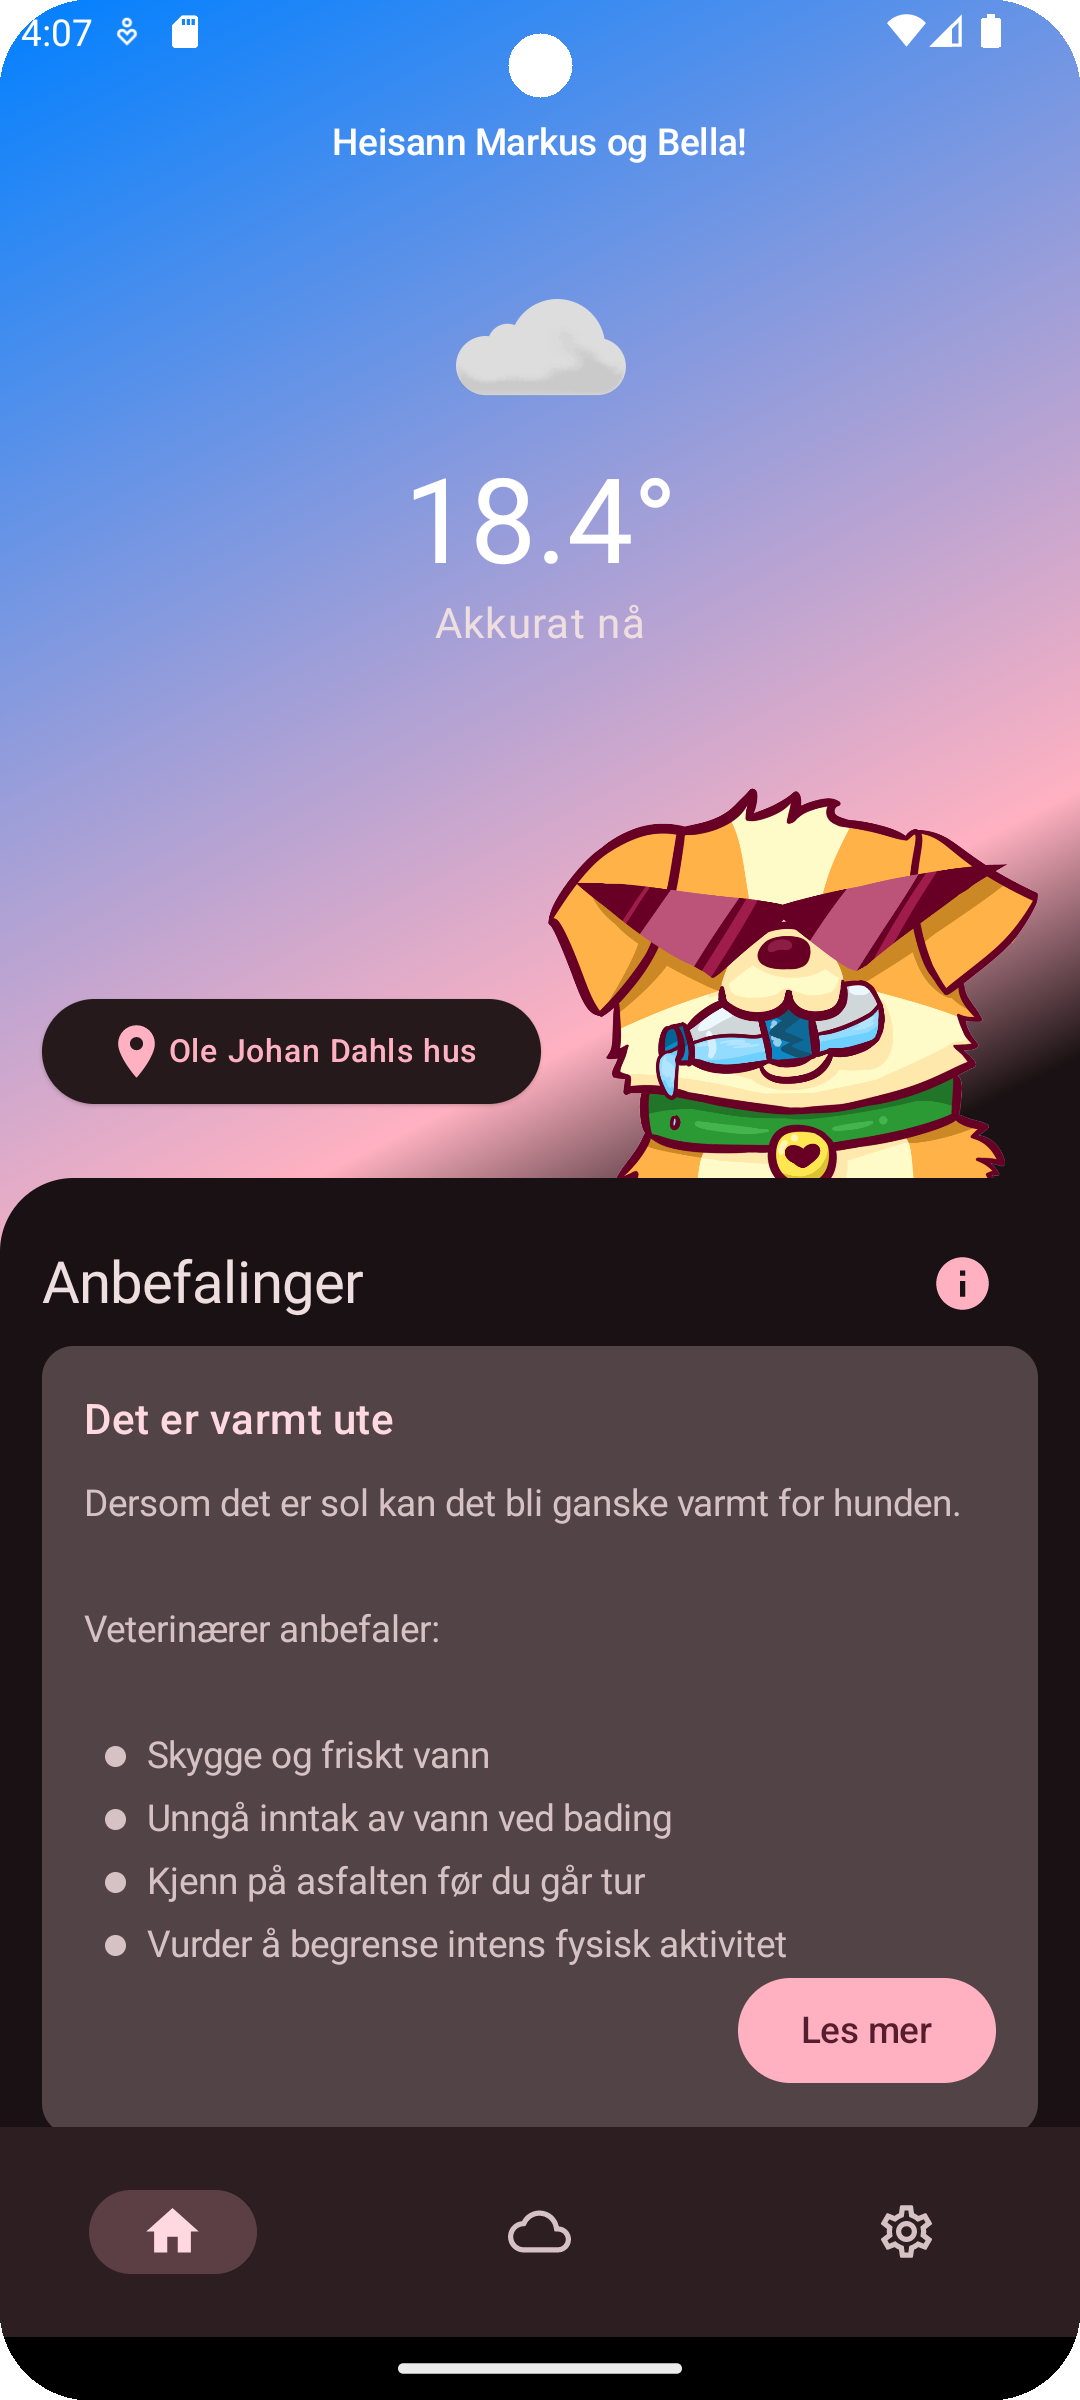 4:07
Heisann Markus og Bella!
18.4°
Akkurat nå
Ole Johan Dahls hus
Anbefalinger
Det er varmt ute
Dersom det er sol kan det bli ganske varmt for hunden.
Veterinærer anbefaler:
Skygge og friskt vann
Unngå inntak av vann ved bading
Kjenn på asfalten før du går tur
Vurder å begrense intens fysisk aktivitet
Les mer